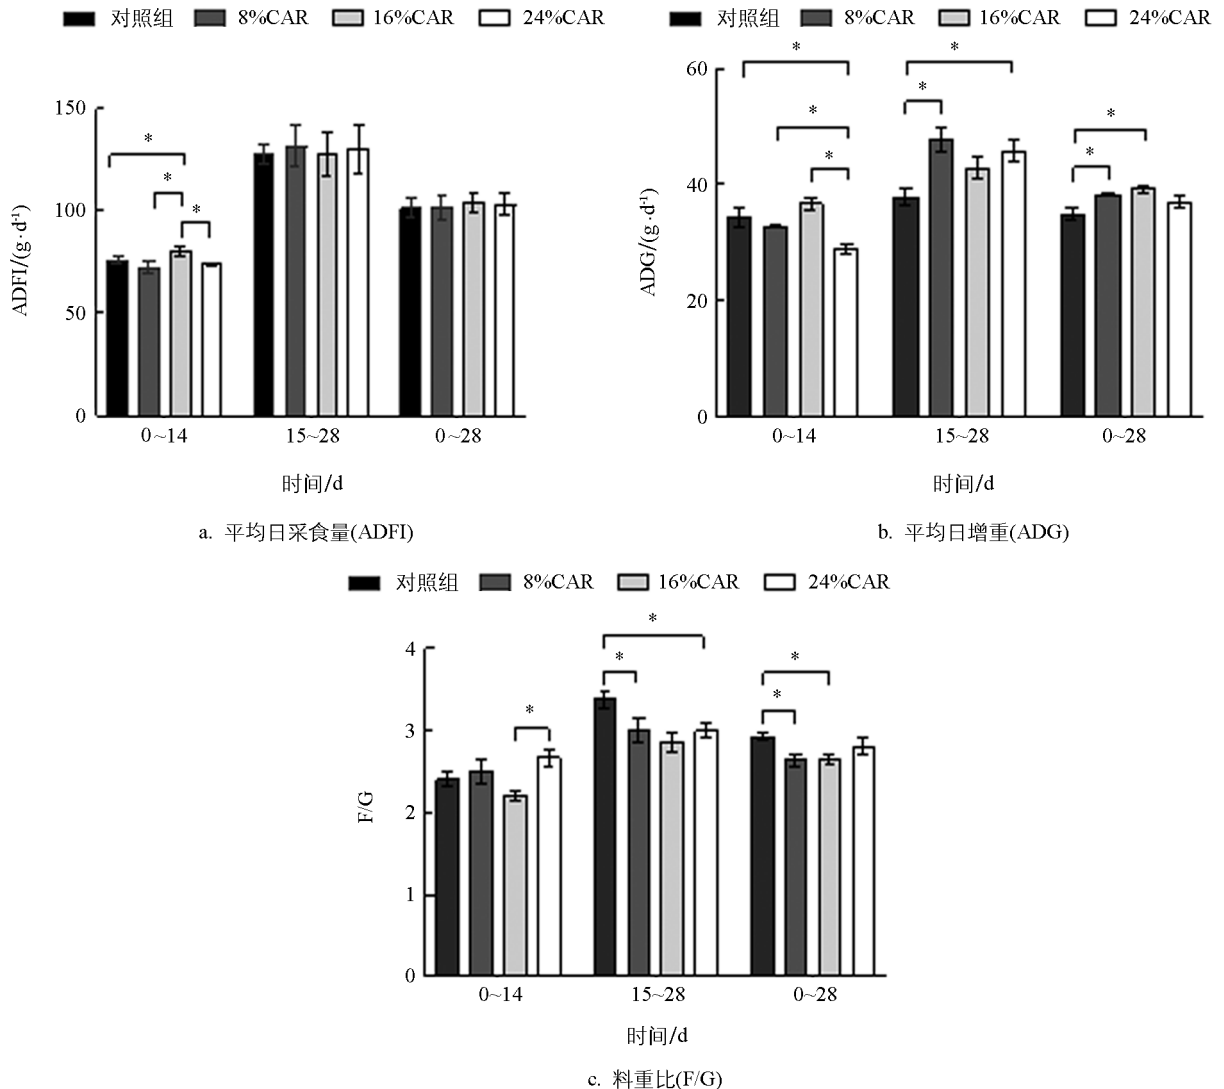 对照组 8%CAR 16%CAR 24%CAR
ADFI/(g·d⁻¹)
150
100
50
0
* * *
0~14 15~28 0~28
时间/d
a. 平均日采食量(ADFI)
对照组 8%CAR 16%CAR 24%CAR
ADG/(g·d⁻¹)
60
40
20
0
* * * * * * *
0~14 15~28 0~28
时间/d
b. 平均日增重(ADG)
对照组 8%CAR 16%CAR 24%CAR
F/G
4
3
2
1
0
* * * * *
0~14 15~28 0~28
时间/d
c. 料重比(F/G)